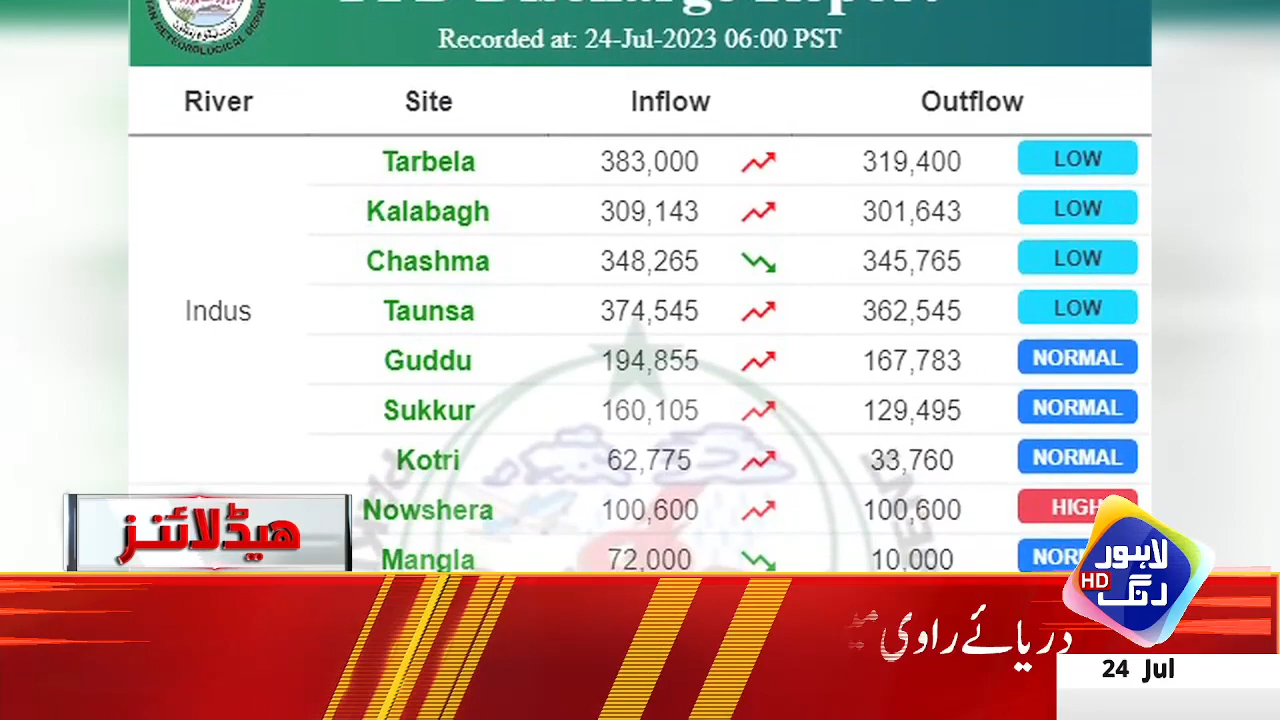 Recorded at: 24-Jul-2023 06:00 PST
River Site Inflow Outflow
Tarbela 383,000 319,400 LOW
Kalabagh 309,143 301,643 LOW
Chashma 348,265 345,765 LOW
Indus Taunsa 374,545 362,545 LOW
Guddu 194,855 167,783 NORMAL
Sukkur 160,105 129,495 NORMAL
Kotri 62,775 33,760 NORMAL
Nowshera 100,600 100,600 HIGH
Mangla 72,000 10,000
ہیڈلائنز
لاہور
رنگ
HD
دریائے راوی
24 Jul